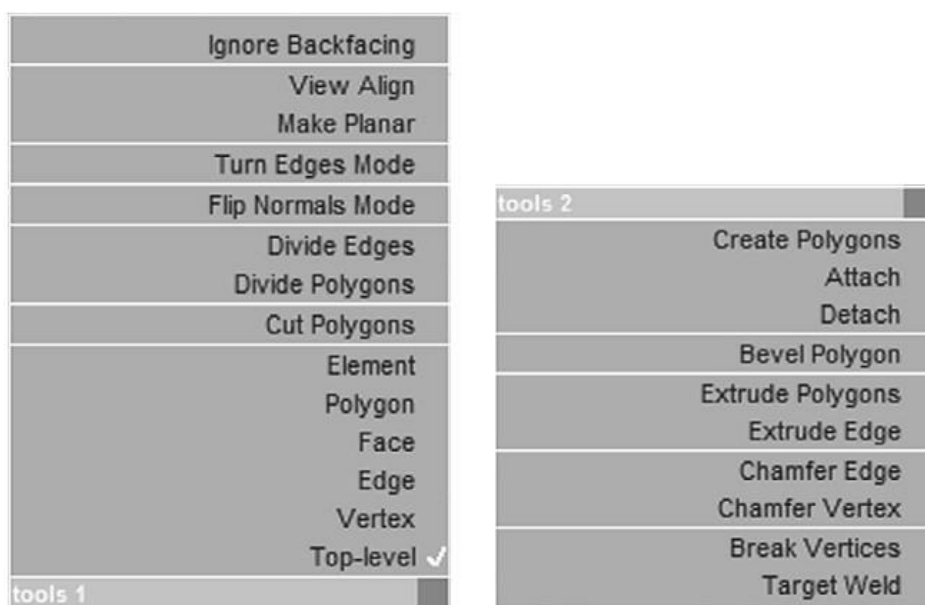 Ignore Backfacing
View Align
Make Planar
Turn Edges Mode
Flip Normals Mode
Divide Edges
Divide Polygons
Cut Polygons
Element
Polygon
Face
Edge
Vertex
Top-level
tools 1
tools 2
Create Polygons
Attach
Detach
Bevel Polygon
Extrude Polygons
Extrude Edge
Chamfer Edge
Chamfer Vertex
Break Vertices
Target Weld